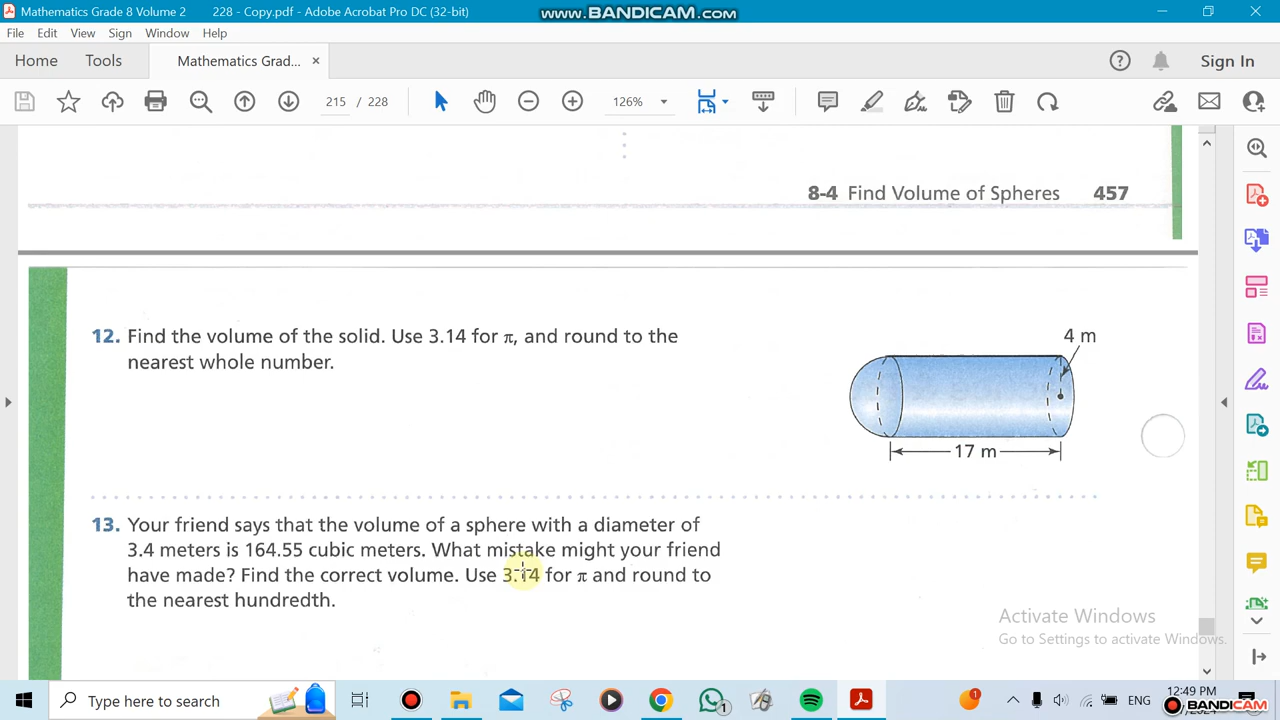 Mathematics Grade 8 Volume 2 228 - Copy.pdf - Adobe Acrobat Pro DC (32-bit)
www.BANDICAM.com
File Edit View Sign Window Help
Home Tools Mathematics Grad... × Sign In
215 / 228 126%
8-4 Find Volume of Spheres 457
12. Find the volume of the solid. Use 3.14 for π, and round to the
nearest whole number.
4 m
17 m
13. Your friend says that the volume of a sphere with a diameter of
3.4 meters is 164.55 cubic meters. What mistake might your friend
have made? Find the correct volume. Use 3.14 for π and round to
the nearest hundredth.
Activate Windows
Go to Settings to activate Windows.
Type here to search
1
1
ENG
12:49 PM
BANDICAM